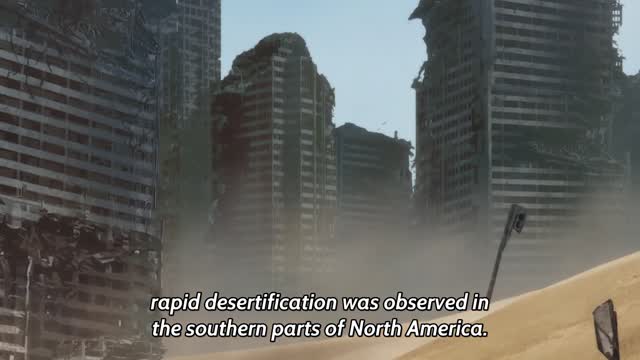 rapid desertification was observed in
the southern parts of North America.